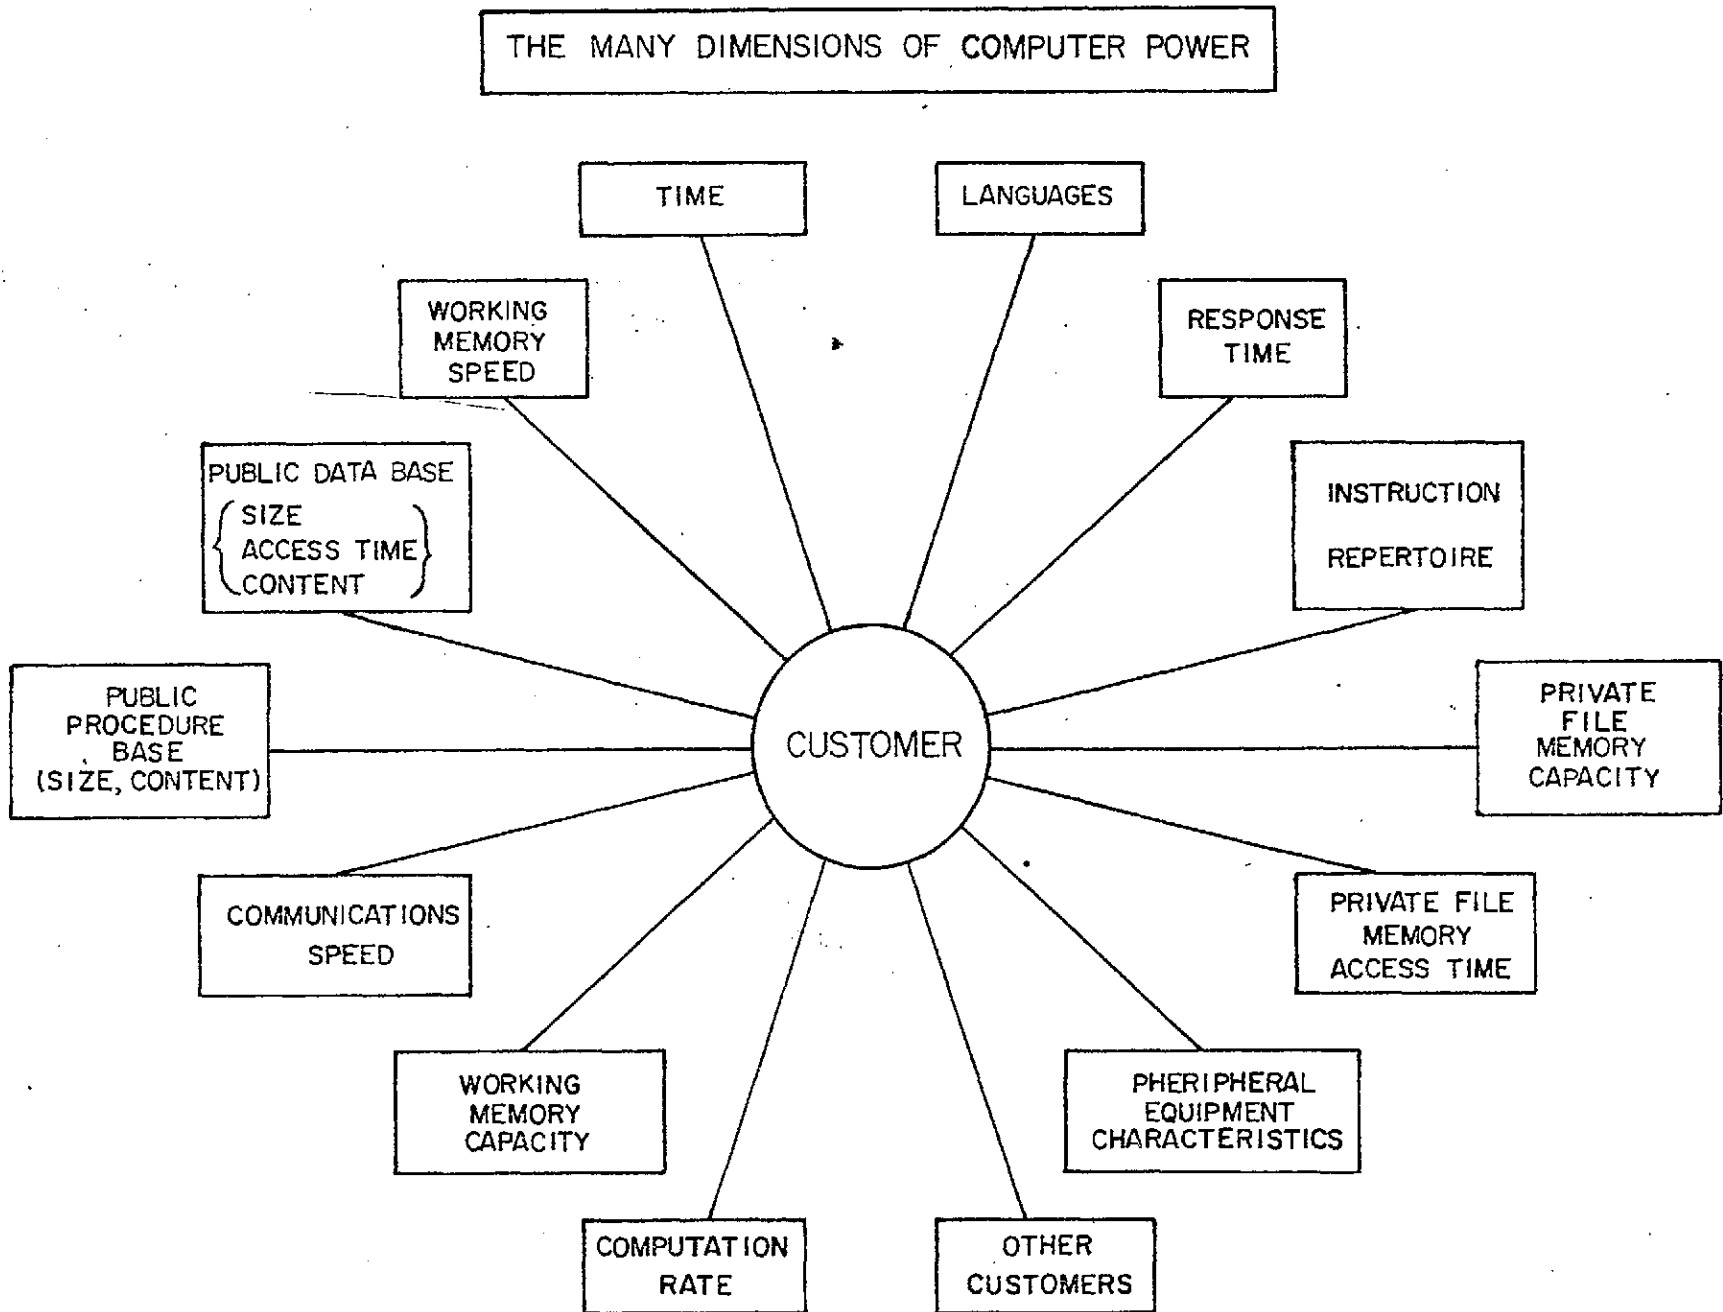 THE MANY DIMENSIONS OF COMPUTER POWER
TIME
LANGUAGES
WORKING
MEMORY
SPEED
RESPONSE
TIME
PUBLIC DATA BASE
SIZE
ACCESS TIME
CONTENT
INSTRUCTION
REPERTOIRE
PUBLIC
PROCEDURE
BASE
(SIZE, CONTENT)
CUSTOMER
PRIVATE
FILE
MEMORY
CAPACITY
COMMUNICATIONS
SPEED
PRIVATE FILE
MEMORY
ACCESS TIME
WORKING
MEMORY
CAPACITY
PHERIPHERAL
EQUIPMENT
CHARACTERISTICS
COMPUTATION
RATE
OTHER
CUSTOMERS